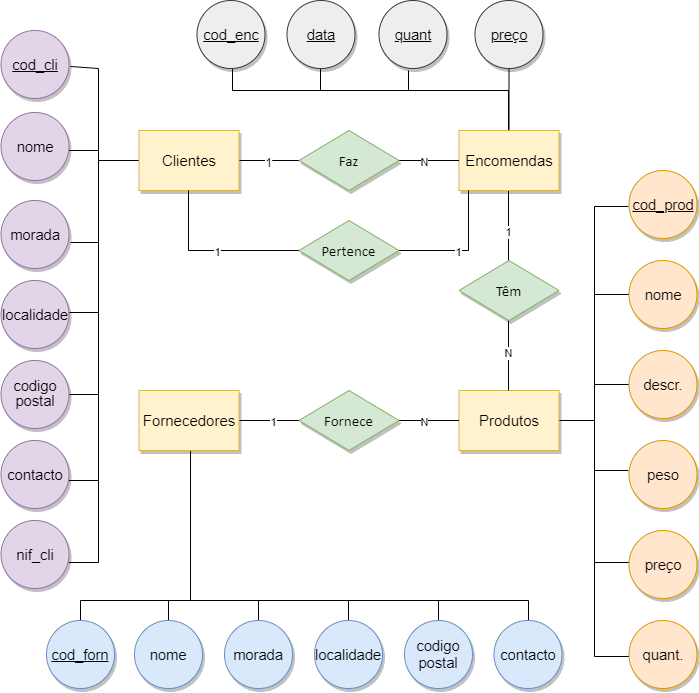 cod_enc
data
quant
preço
cod_cli
nome
morada
localidade
codigo
postal
contacto
nif_cli
Clientes
1
Faz
N
Encomendas
1
Pertence
1
1
Têm
N
Fornecedores
1
Fornece
N
Produtos
cod_prod
nome
descr.
peso
preço
quant.
cod_forn
nome
morada
localidade
codigo
postal
contacto